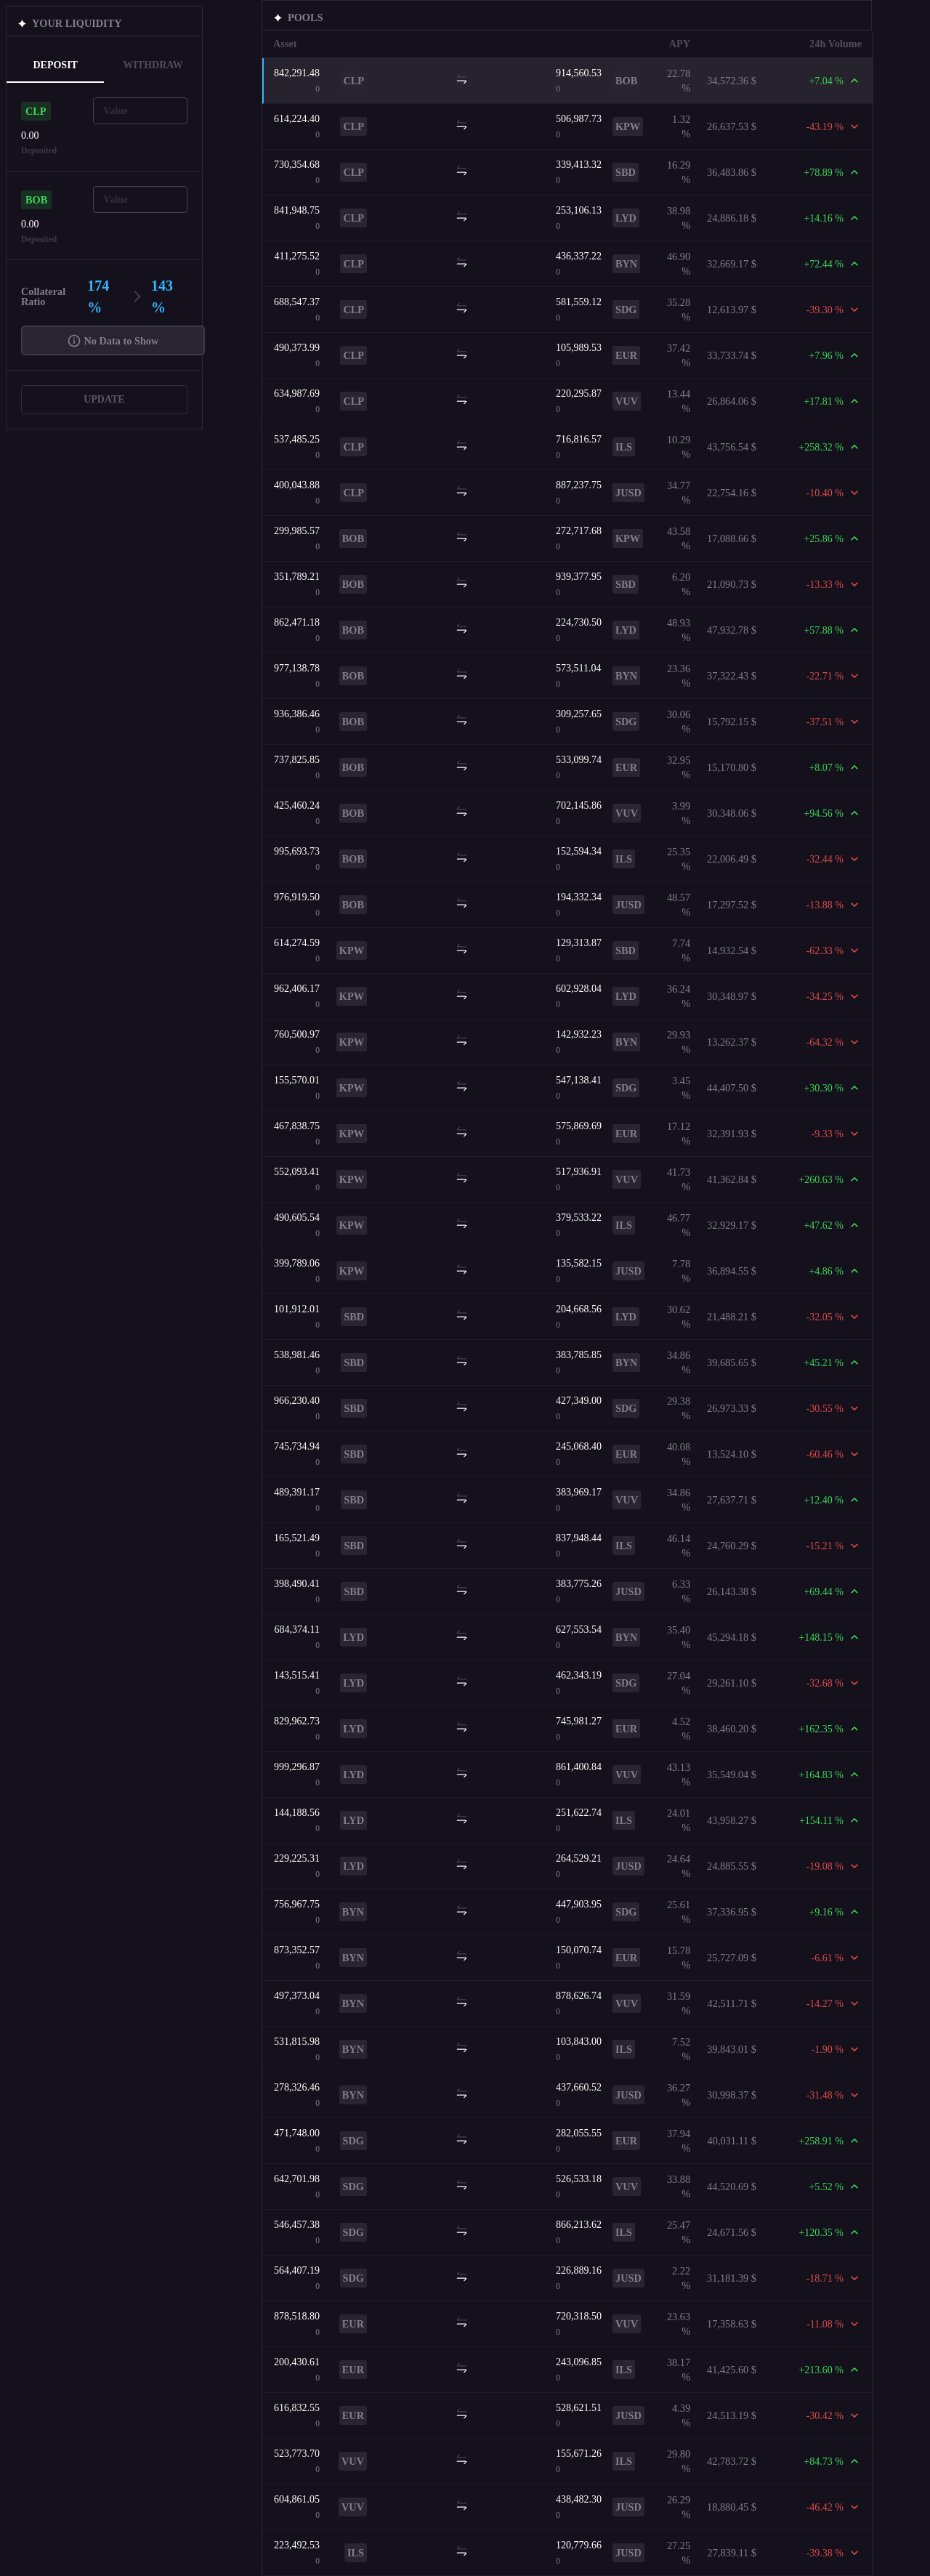 YOUR LIQUIDITY
DEPOSIT WITHDRAW
CLP Value
0.00
Deposited
BOB Value
0.00
Deposited
Collateral Ratio 174 % 143 %
No Data to Show
UPDATE
POOLS
Asset APY 24h Volume
842,291.48 0 CLP 914,560.53 0 BOB 22.78 % 34,572.36 $ +7.04 %
614,224.40 0 CLP 506,987.73 0 KPW 1.32 % 26,637.53 $ -43.19 %
730,354.68 0 CLP 339,413.32 0 SBD 16.29 % 36,483.86 $ +78.89 %
841,948.75 0 CLP 253,106.13 0 LYD 38.98 % 24,886.18 $ +14.16 %
411,275.52 0 CLP 436,337.22 0 BYN 46.90 % 32,669.17 $ +72.44 %
688,547.37 0 CLP 581,559.12 0 SDG 35.28 % 12,613.97 $ -39.30 %
490,373.99 0 CLP 105,989.53 0 EUR 37.42 % 33,733.74 $ +7.96 %
634,987.69 0 CLP 220,295.87 0 VUV 13.44 % 26,864.06 $ +17.81 %
537,485.25 0 CLP 716,816.57 0 ILS 10.29 % 43,756.54 $ +258.32 %
400,043.88 0 CLP 887,237.75 0 JUSD 34.77 % 22,754.16 $ -10.40 %
299,985.57 0 BOB 272,717.68 0 KPW 43.58 % 17,088.66 $ +25.86 %
351,789.21 0 BOB 939,377.95 0 SBD 6.20 % 21,090.73 $ -13.33 %
862,471.18 0 BOB 224,730.50 0 LYD 48.93 % 47,932.78 $ +57.88 %
977,138.78 0 BOB 573,511.04 0 BYN 23.36 % 37,322.43 $ -22.71 %
936,386.46 0 BOB 309,257.65 0 SDG 30.06 % 15,792.15 $ -37.51 %
737,825.85 0 BOB 533,099.74 0 EUR 32.95 % 15,170.80 $ +8.07 %
425,460.24 0 BOB 702,145.86 0 VUV 3.99 % 30,348.06 $ +94.56 %
995,693.73 0 BOB 152,594.34 0 ILS 25.35 % 22,006.49 $ -32.44 %
976,919.50 0 BOB 194,332.34 0 JUSD 48.57 % 17,297.52 $ -13.88 %
614,274.59 0 KPW 129,313.87 0 SBD 7.74 % 14,932.54 $ -62.33 %
962,406.17 0 KPW 602,928.04 0 LYD 36.24 % 30,348.97 $ -34.25 %
760,500.97 0 KPW 142,932.23 0 BYN 29.93 % 13,262.37 $ -64.32 %
155,570.01 0 KPW 547,138.41 0 SDG 3.45 % 44,407.50 $ +30.30 %
467,838.75 0 KPW 575,869.69 0 EUR 17.12 % 32,391.93 $ -9.33 %
552,093.41 0 KPW 517,936.91 0 VUV 41.73 % 41,362.84 $ +260.63 %
490,605.54 0 KPW 379,533.22 0 ILS 46.77 % 32,929.17 $ +47.62 %
399,789.06 0 KPW 135,582.15 0 JUSD 7.78 % 36,894.55 $ +4.86 %
101,912.01 0 SBD 204,668.56 0 LYD 30.62 % 21,488.21 $ -32.05 %
538,981.46 0 SBD 383,785.85 0 BYN 34.86 % 39,685.65 $ +45.21 %
966,230.40 0 SBD 427,349.00 0 SDG 29.38 % 26,973.33 $ -30.55 %
745,734.94 0 SBD 245,068.40 0 EUR 40.08 % 13,524.10 $ -60.46 %
489,391.17 0 SBD 383,969.17 0 VUV 34.86 % 27,637.71 $ +12.40 %
165,521.49 0 SBD 837,948.44 0 ILS 46.14 % 24,760.29 $ -15.21 %
398,490.41 0 SBD 383,775.26 0 JUSD 6.33 % 26,143.38 $ +69.44 %
684,374.11 0 LYD 627,553.54 0 BYN 35.40 % 45,294.18 $ +148.15 %
143,515.41 0 LYD 462,343.19 0 SDG 27.04 % 29,261.10 $ -32.68 %
829,962.73 0 LYD 745,981.27 0 EUR 4.52 % 38,460.20 $ +162.35 %
999,296.87 0 LYD 861,400.84 0 VUV 43.13 % 35,549.04 $ +164.83 %
144,188.56 0 LYD 251,622.74 0 ILS 24.01 % 43,958.27 $ +154.11 %
229,225.31 0 LYD 264,529.21 0 JUSD 24.64 % 24,885.55 $ -19.08 %
756,967.75 0 BYN 447,903.95 0 SDG 25.61 % 37,336.95 $ +9.16 %
873,352.57 0 BYN 150,070.74 0 EUR 15.78 % 25,727.09 $ -6.61 %
497,373.04 0 BYN 878,626.74 0 VUV 31.59 % 42,511.71 $ -14.27 %
531,815.98 0 BYN 103,843.00 0 ILS 7.52 % 39,843.01 $ -1.90 %
278,326.46 0 BYN 437,660.52 0 JUSD 36.27 % 30,998.37 $ -31.48 %
471,748.00 0 SDG 282,055.55 0 EUR 37.94 % 40,031.11 $ +258.91 %
642,701.98 0 SDG 526,533.18 0 VUV 33.88 % 44,520.69 $ +5.52 %
546,457.38 0 SDG 866,213.62 0 ILS 25.47 % 24,671.56 $ +120.35 %
564,407.19 0 SDG 226,889.16 0 JUSD 2.22 % 31,181.39 $ -18.71 %
878,518.80 0 EUR 720,318.50 0 VUV 23.63 % 17,358.63 $ -11.08 %
200,430.61 0 EUR 243,096.85 0 ILS 38.17 % 41,425.60 $ +213.60 %
616,832.55 0 EUR 528,621.51 0 JUSD 4.39 % 24,513.19 $ -30.42 %
523,773.70 0 VUV 155,671.26 0 ILS 29.80 % 42,783.72 $ +84.73 %
604,861.05 0 VUV 438,482.30 0 JUSD 26.29 % 18,880.45 $ -46.42 %
223,492.53 0 ILS 120,779.66 0 JUSD 27.25 % 27,839.11 $ -39.38 %